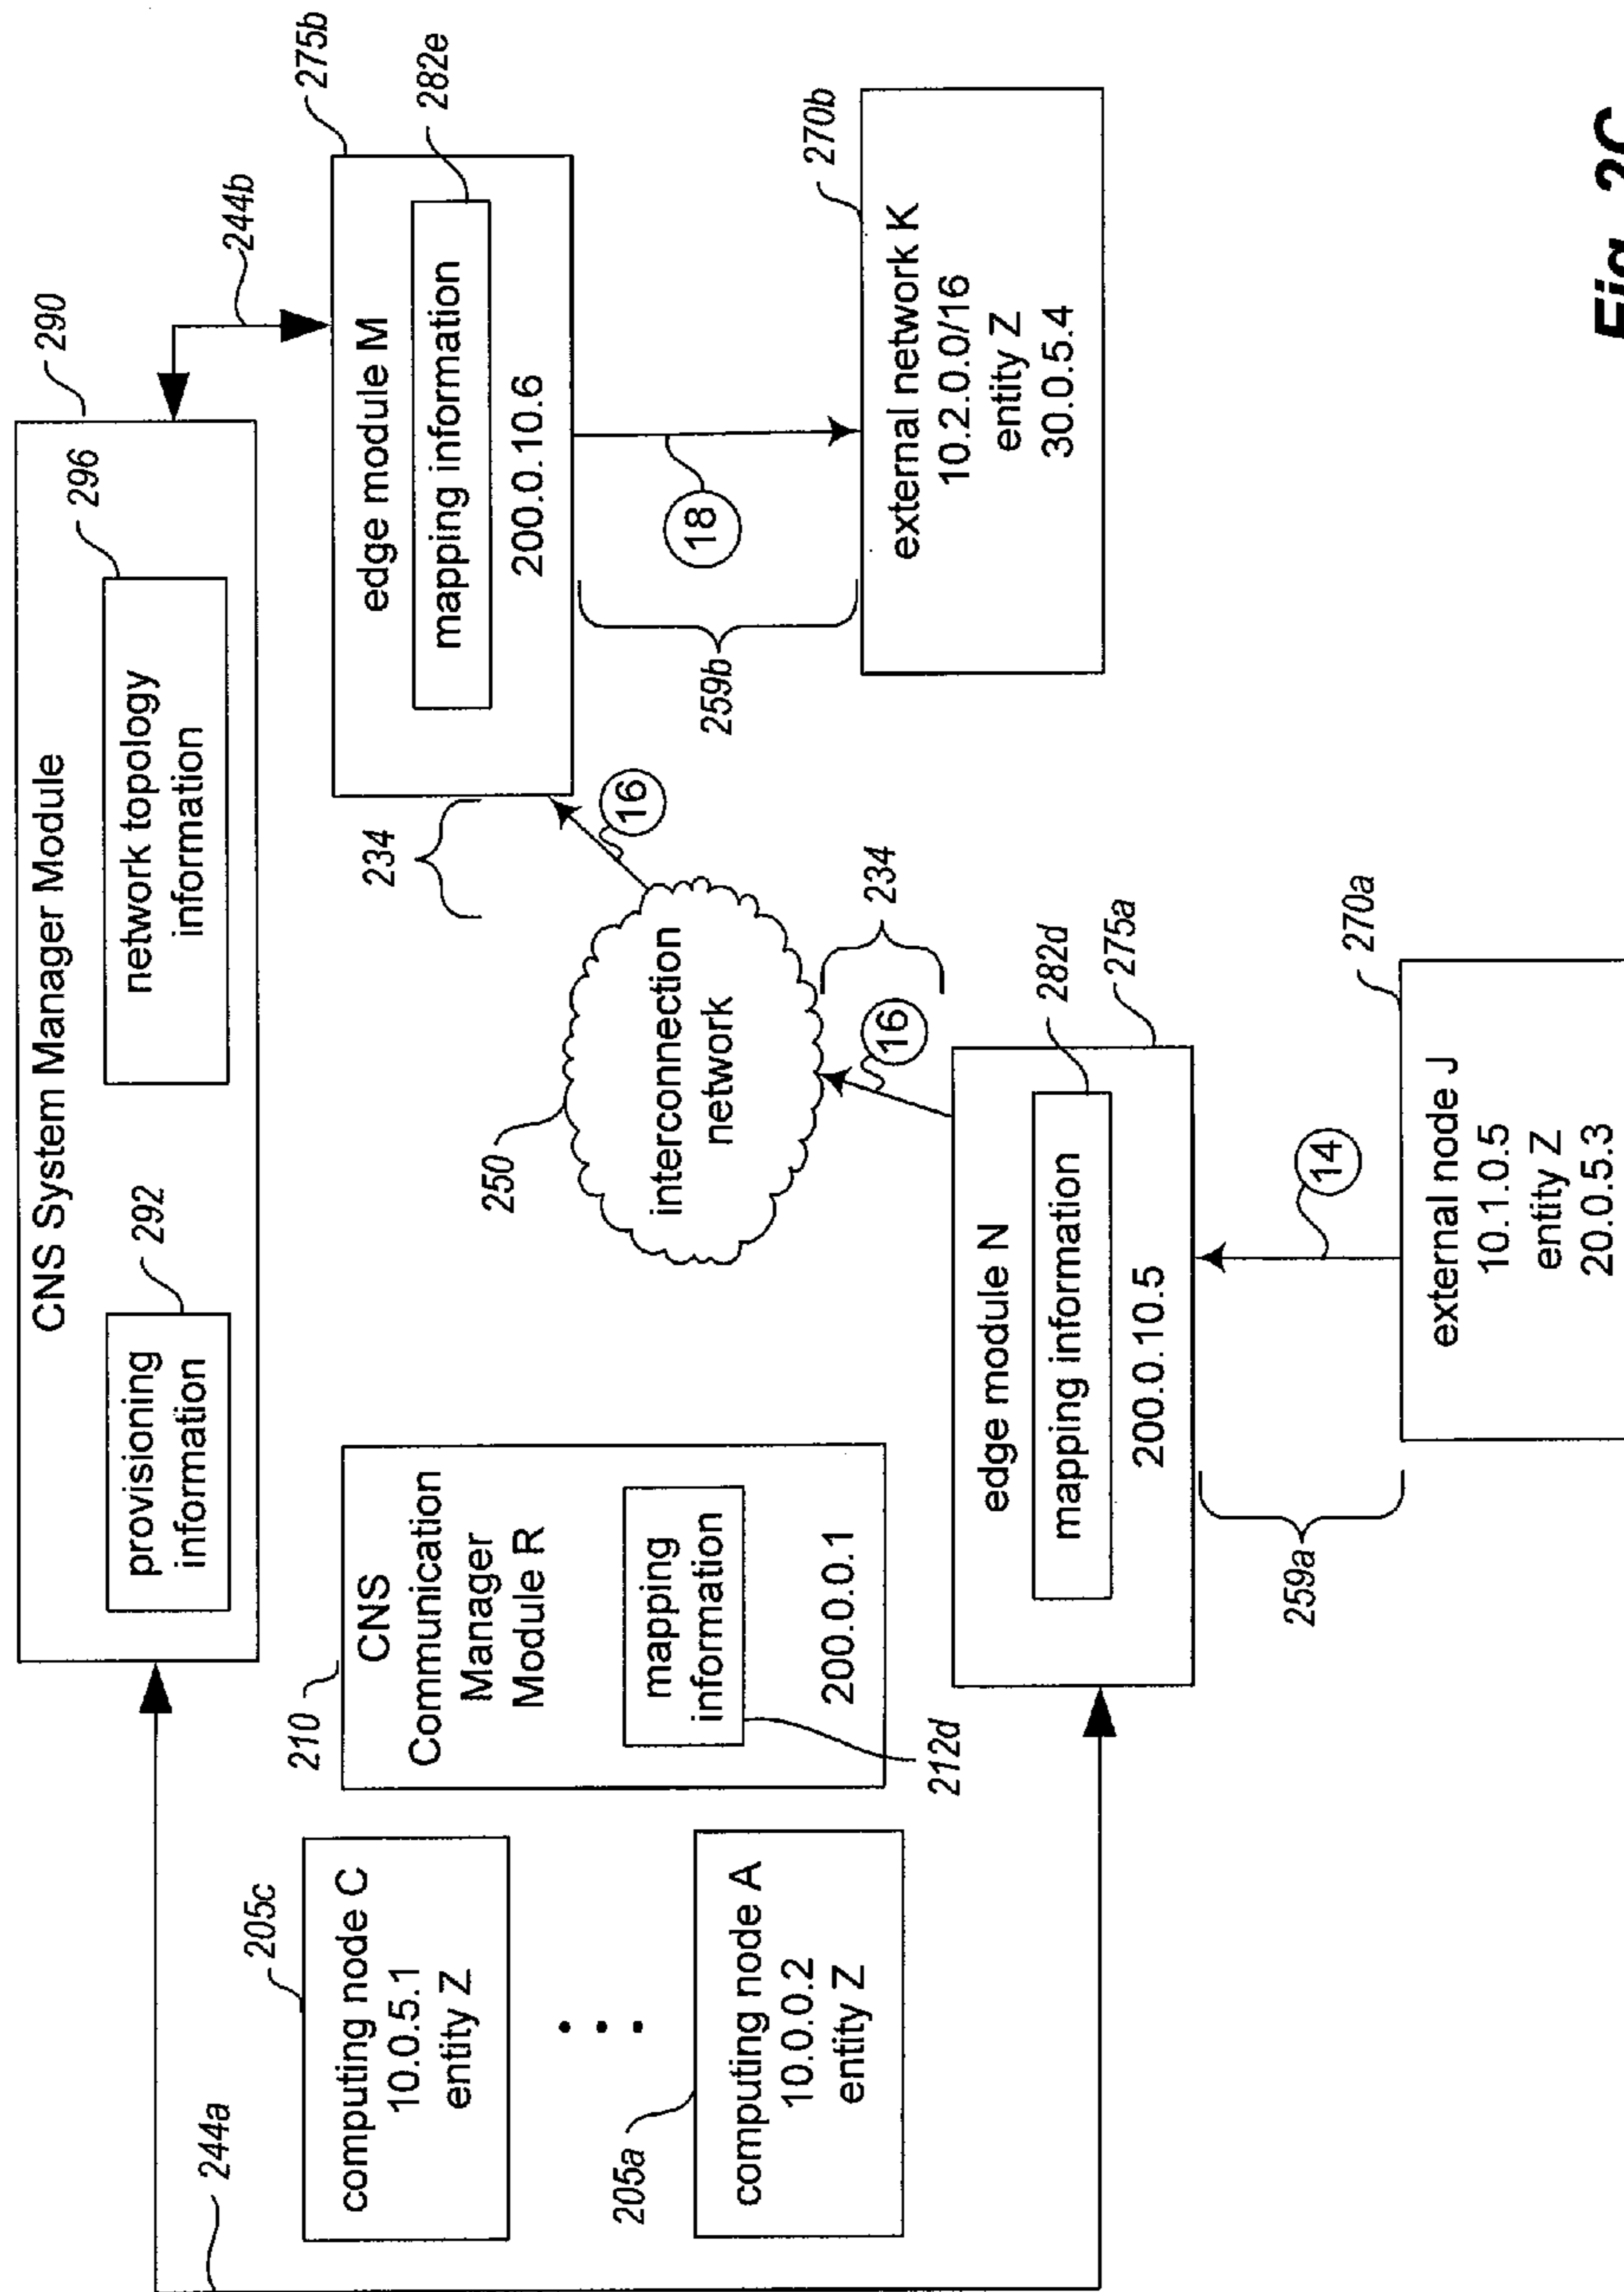 CNS System Manager Module
290
provisioning
information
292
network topology
information
296
244a
244b
205c
computing node C
10.0.5.1
entity Z
205a
computing node A
10.0.0.2
entity Z
210
CNS
Communication
Manager
Module R
mapping
information
200.0.0.1
212d
250
interconnection
network
234
16
edge module M
mapping information
200.0.10.6
275b
282e
234
16
edge module N
mapping information
200.0.10.5
282d
275a
259b
18
external network K
10.2.0.0/16
entity Z
30.0.5.4
270b
259a
14
external node J
10.1.0.5
entity Z
20.0.5.3
270a